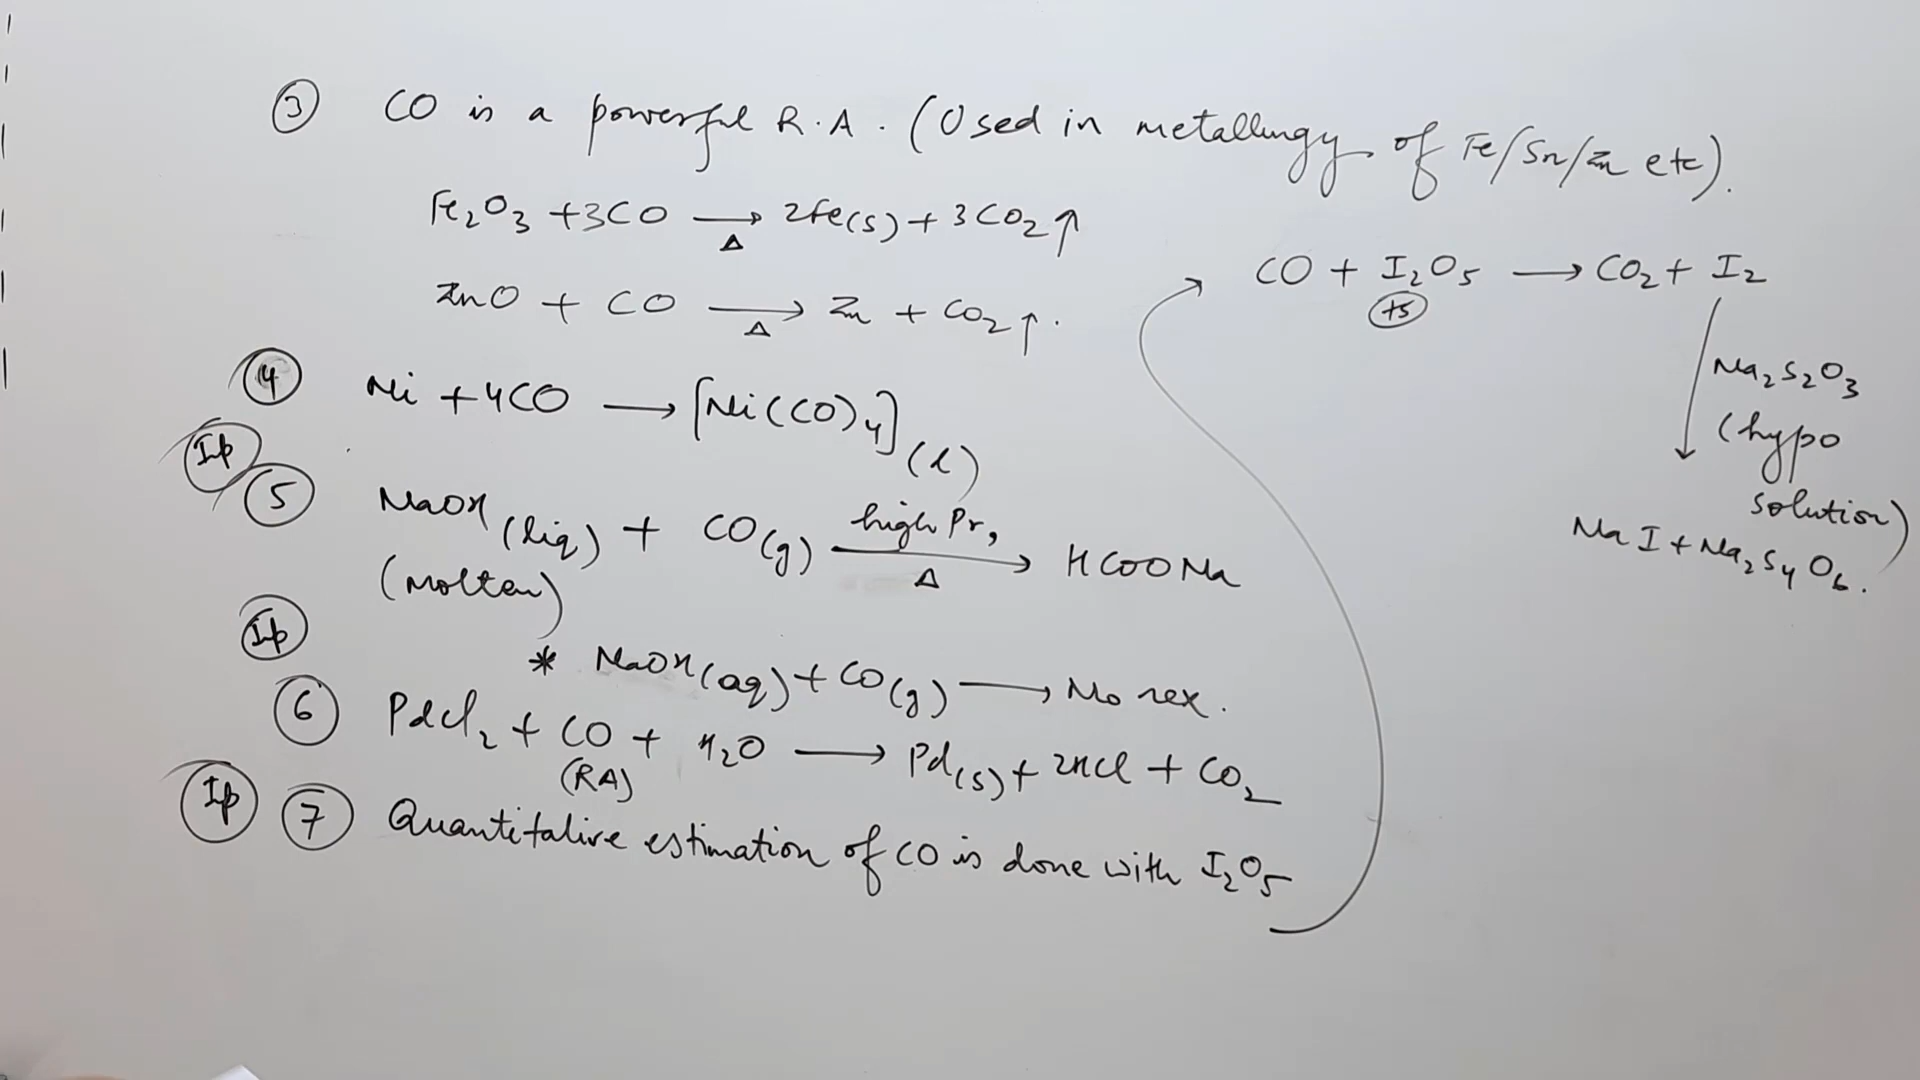 ③ CO is a powerful R.A. (Used in metallurgy of Fe/Sn/Zn etc).
Fe₂O₃ + 3CO →Δ 2Fe(s) + 3CO₂↑
ZnO + CO →Δ Zn + CO₂↑.
④ Ni + 4CO → [Ni(CO)₄](l)
Ip
⑤ NaOH(liq) + CO(g) high Pr, →Δ HCOONa
(Molten)
Ip
* NaOH(aq) + CO(g) → No rex.
⑥ PdCl₂ + CO + H₂O → Pd(s) + 2HCl + CO₂
(RA)
Ip ⑦ Quantitative estimation of CO is done with I₂O₅
CO + I₂O₅ → CO₂ + I₂
+5
↓ Na₂S₂O₃
(hypo
solution)
NaI + Na₂S₄O₆.